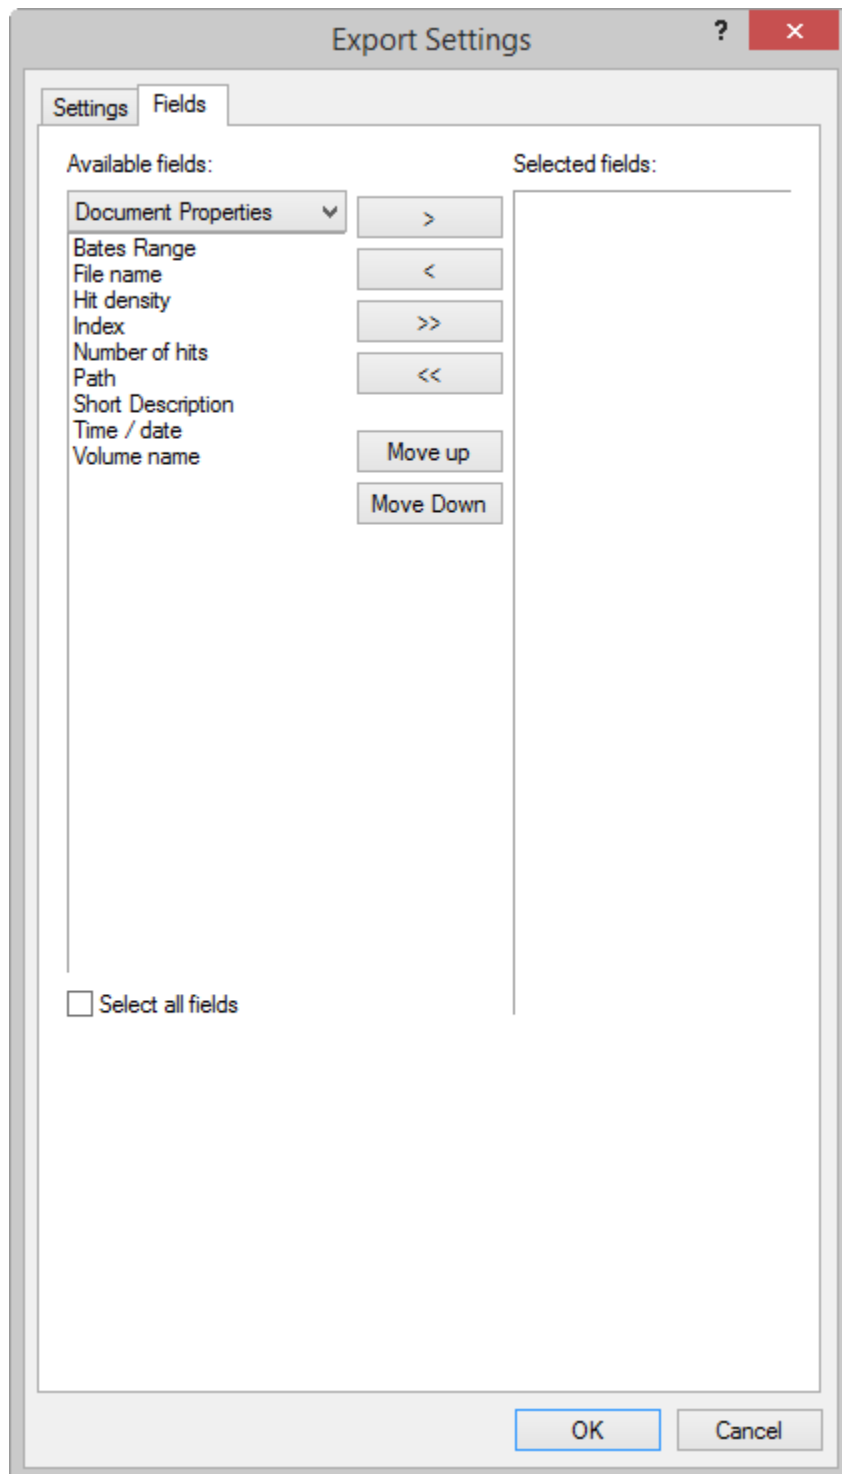 Export Settings
?
×
Settings
Fields
Available fields:
Selected fields:
Document Properties
>
Bates Range
File name
<
Hit density
Index
>>
Number of hits
Path
<<
Short Description
Time / date
Volume name
Move up
Move Down
Select all fields
OK
Cancel